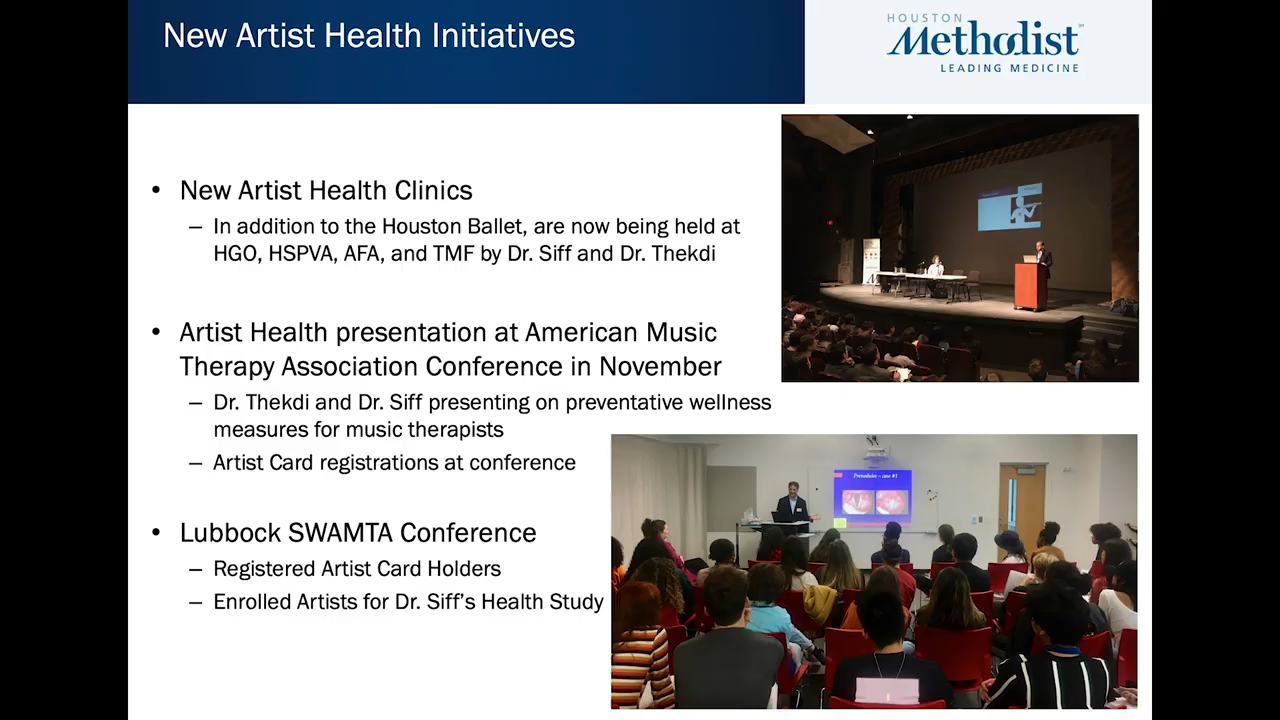 New Artist Health Initiatives
HOUSTON
Methodist
LEADING MEDICINE
• New Artist Health Clinics
– In addition to the Houston Ballet, are now being held at
HGO, HSPVA, AFA, and TMF by Dr. Siff and Dr. Thekdi
• Artist Health presentation at American Music
Therapy Association Conference in November
– Dr. Thekdi and Dr. Siff presenting on preventative wellness
measures for music therapists
– Artist Card registrations at conference
• Lubbock SWAMTA Conference
– Registered Artist Card Holders
– Enrolled Artists for Dr. Siff's Health Study
Prenodules – case #1